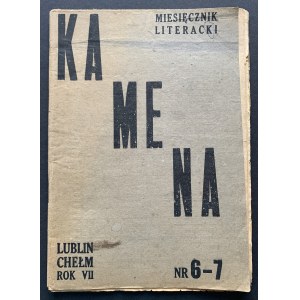 MIESIĘCZNIK
LITERACKI
KA
ME
NA
LUBLIN
CHEŁM
ROK VII
NR 6-7